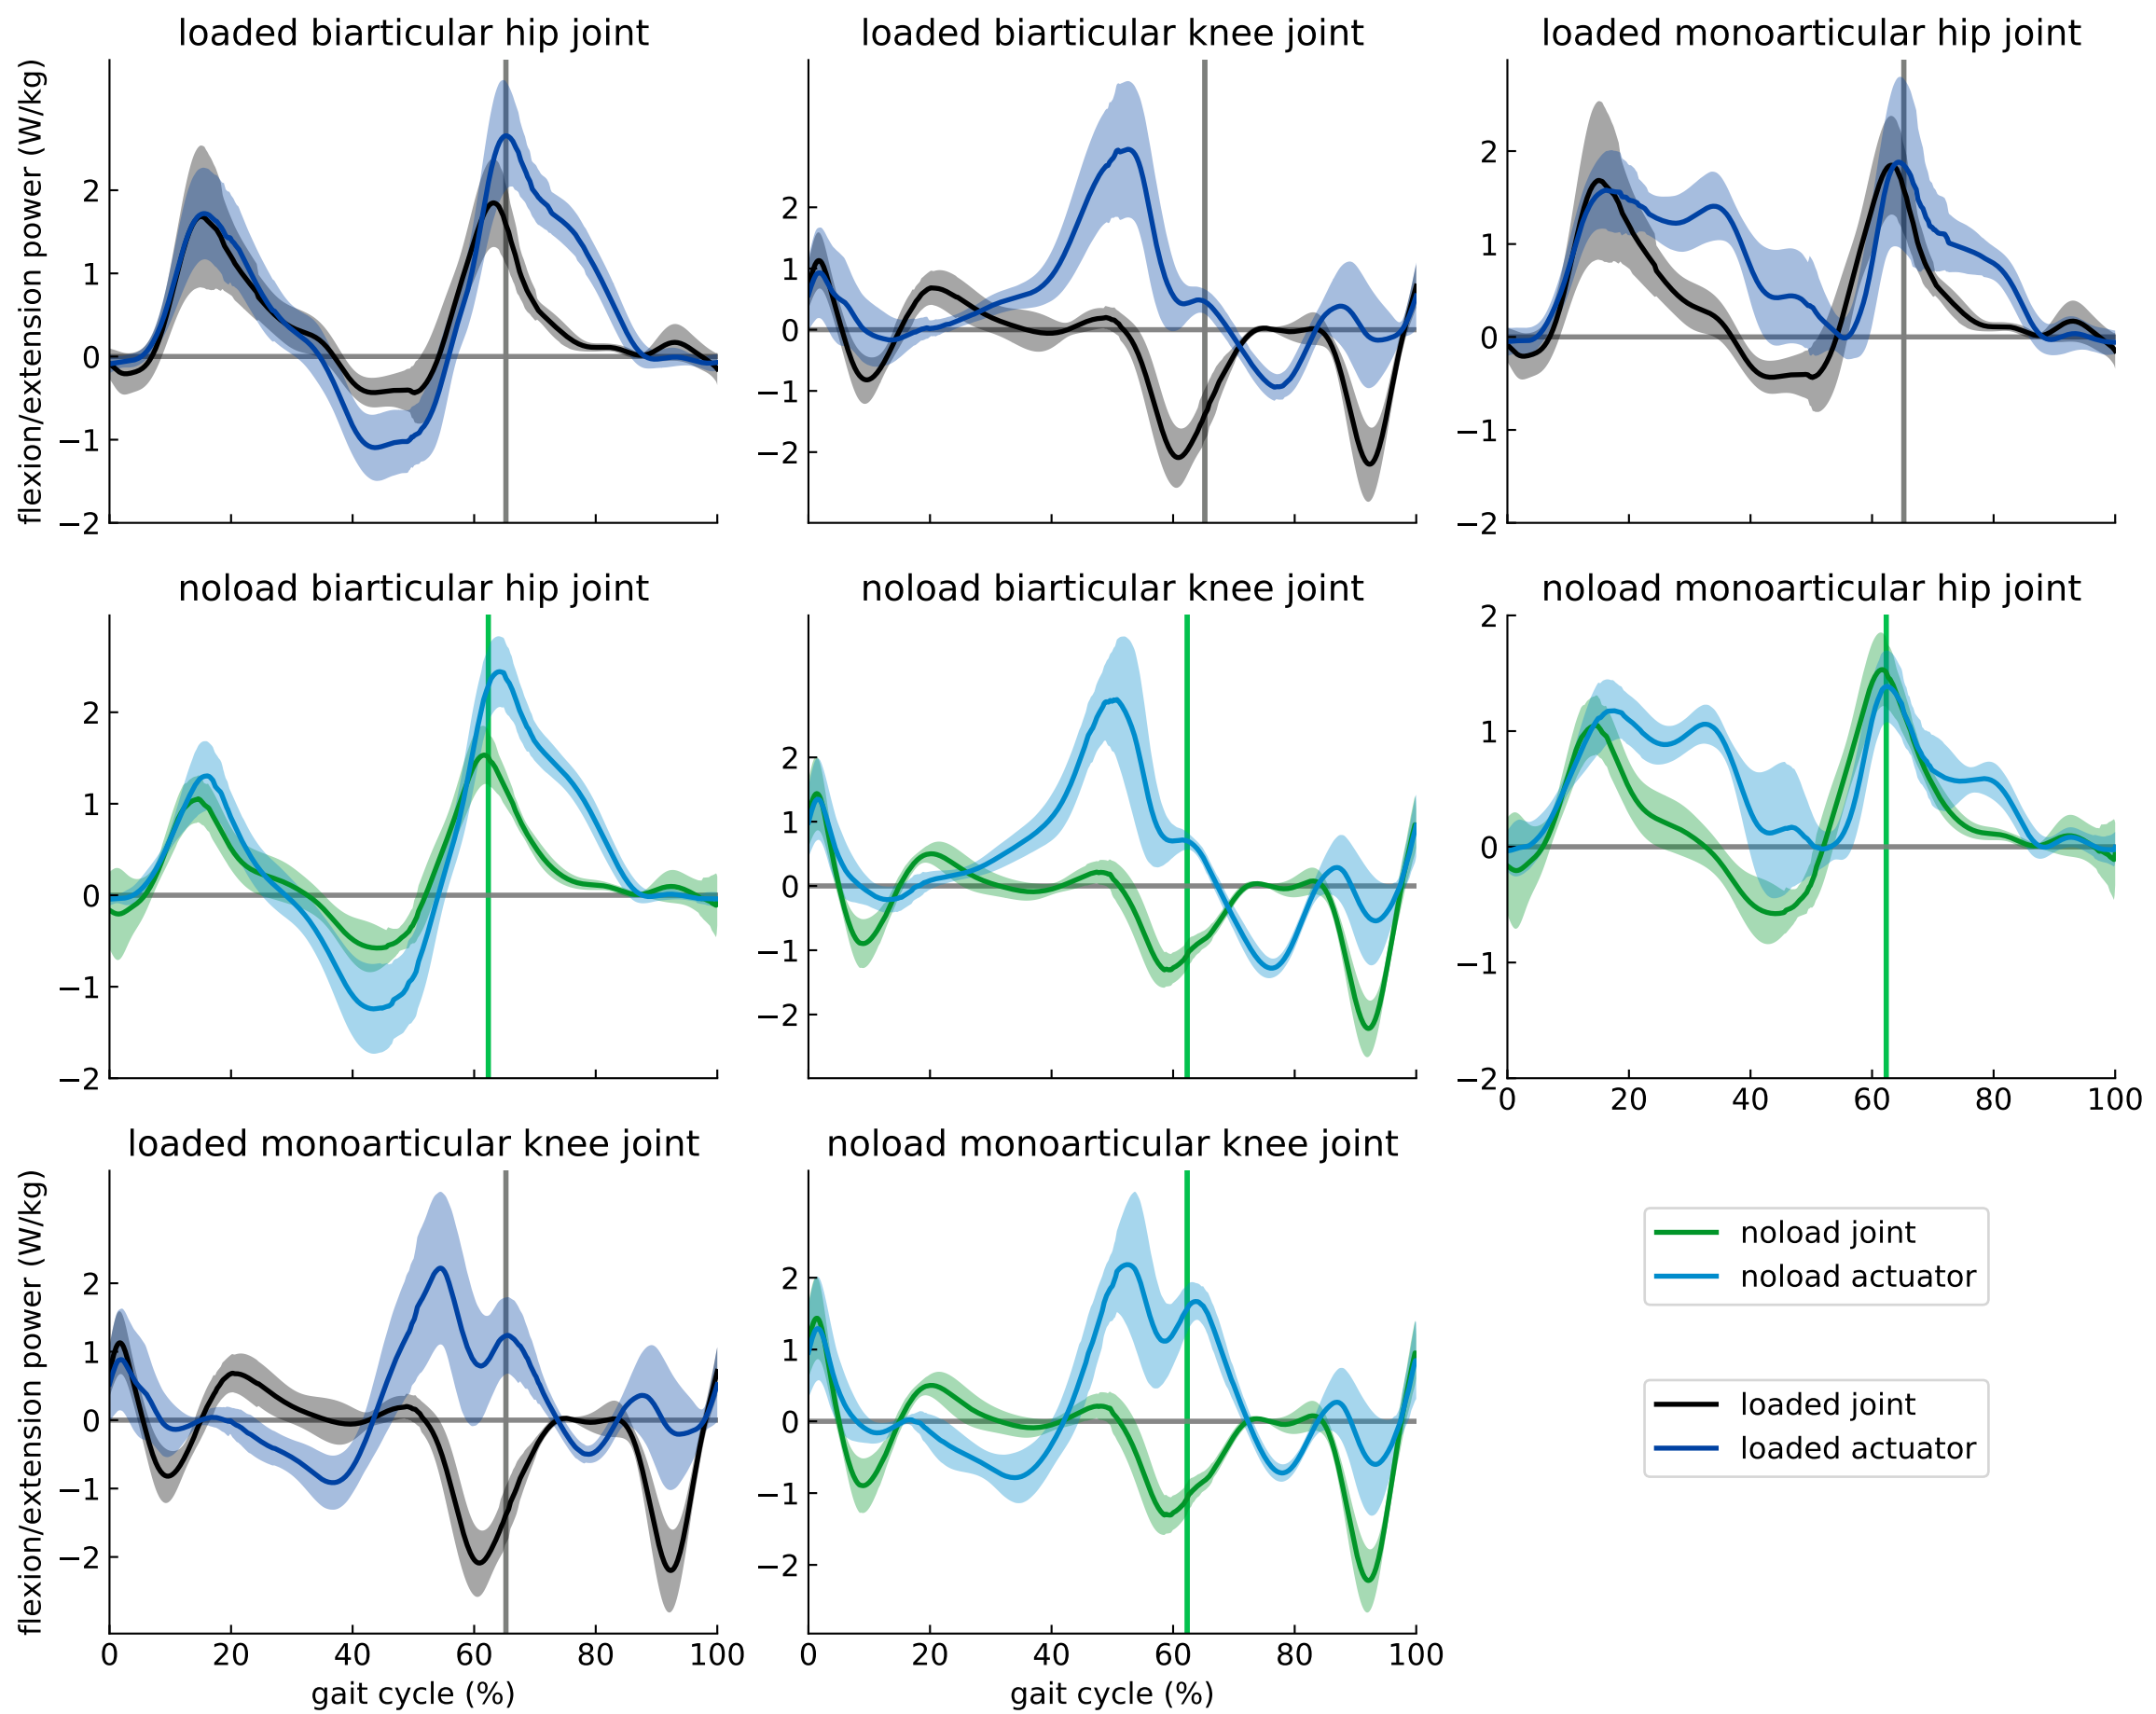 loaded biarticular hip joint
loaded biarticular knee joint
loaded monoarticular hip joint
flexion/extension power (W/kg)
2
1
0
−1
−2
2
1
0
−1
−2
2
1
0
−1
−2
noload biarticular hip joint
noload biarticular knee joint
noload monoarticular hip joint
2
1
0
−1
−2
2
1
0
−1
−2
2
1
0
−1
−2
0 20 40 60 80 100
loaded monoarticular knee joint
noload monoarticular knee joint
flexion/extension power (W/kg)
2
1
0
−1
−2
0 20 40 60 80 100
gait cycle (%)
2
1
0
−1
−2
0 20 40 60 80 100
gait cycle (%)
noload joint
noload actuator
loaded joint
loaded actuator